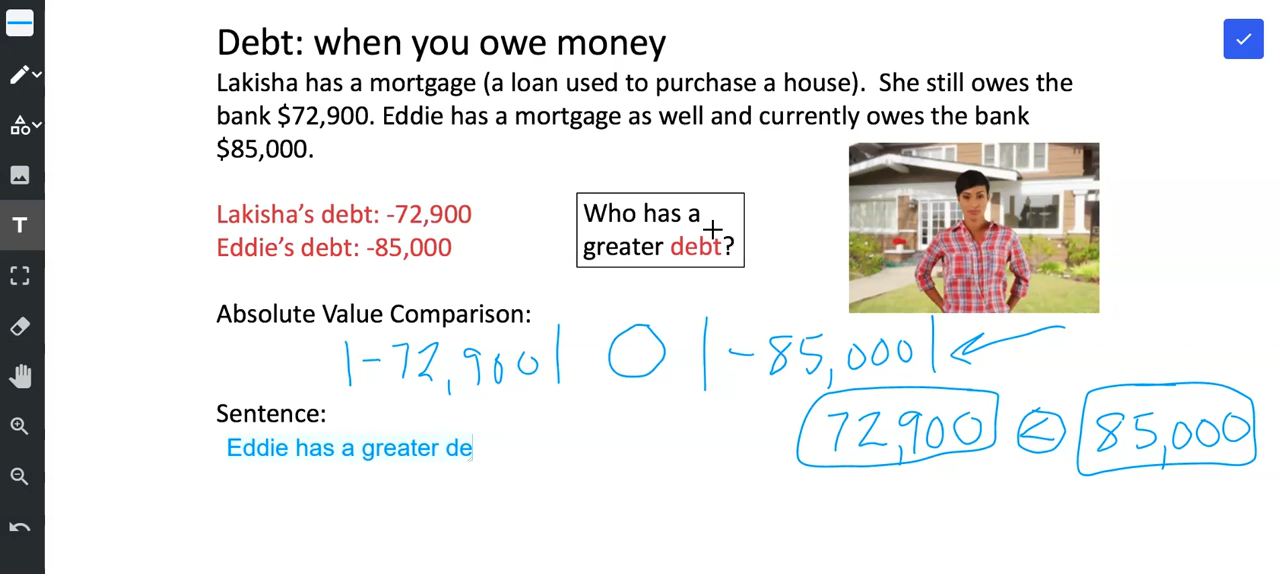 Debt: when you owe money
Lakisha has a mortgage (a loan used to purchase a house).  She still owes the
bank $72,900. Eddie has a mortgage as well and currently owes the bank
$85,000.
Lakisha's debt: -72,900
Eddie's debt: -85,000
Who has a
greater debt?
Absolute Value Comparison:
|-72,900| ○ |-85,000|
Sentence:
72,900 < 85,000
Eddie has a greater de
T